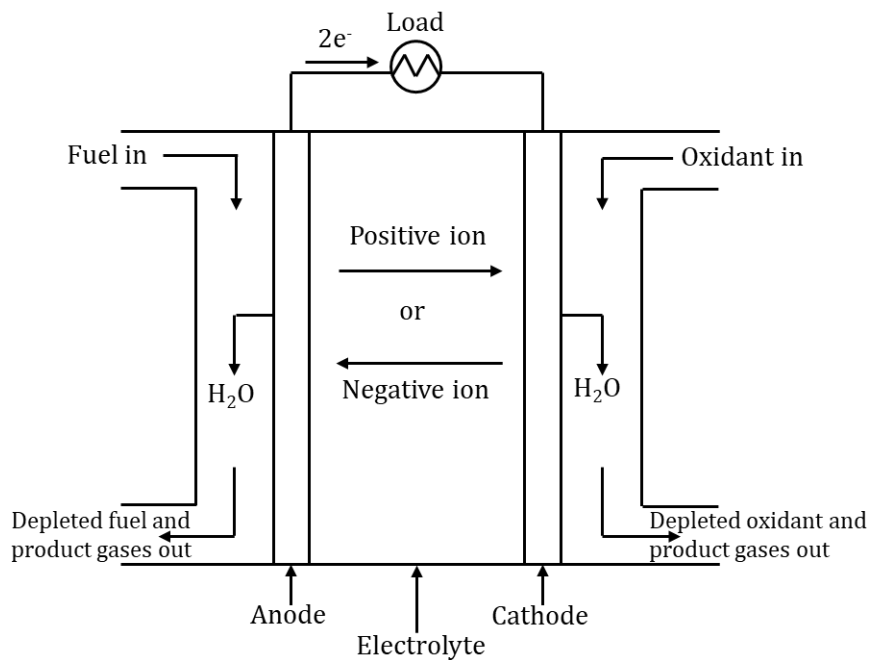 Load
2e⁻
Fuel in
Oxidant in
Positive ion
or
Negative ion
H₂O
H₂O
Depleted fuel and
product gases out
Depleted oxidant and
product gases out
Anode
Cathode
Electrolyte